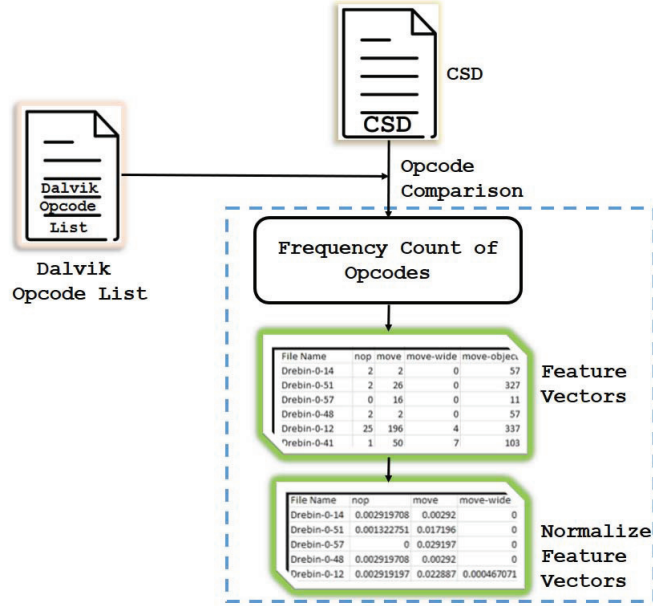 CSD
CSD
Dalvik
Opcode
List
Opcode
Comparison
Dalvik
Opcode List
Frequency Count of
Opcodes
File Name nop move move-wide move-object
Drebin-0-14 2 2 0 57
Drebin-0-51 2 26 0 327
Drebin-0-57 0 16 0 11
Drebin-0-48 2 2 0 57
Drebin-0-12 25 196 4 337
Drebin-0-41 1 50 7 103
Feature
Vectors
File Name nop move move-wide
Drebin-0-14 0.002919708 0.00292 0
Drebin-0-51 0.001322751 0.017196 0
Drebin-0-57 0 0.029197 0
Drebin-0-48 0.002919708 0.00292 0
Drebin-0-12 0.002919197 0.022887 0.000467071
Normalize
Feature
Vectors